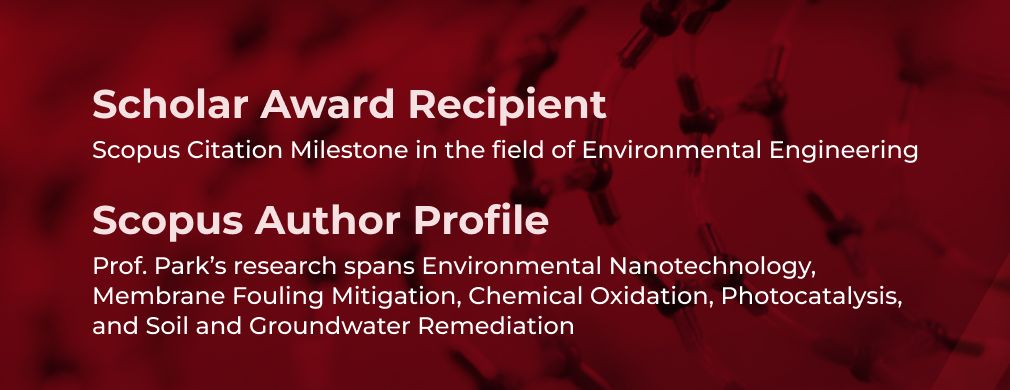 Scholar Award Recipient
Scopus Citation Milestone in the field of Environmental Engineering
Scopus Author Profile
Prof. Park’s research spans Environmental Nanotechnology,
Membrane Fouling Mitigation, Chemical Oxidation, Photocatalysis,
and Soil and Groundwater Remediation